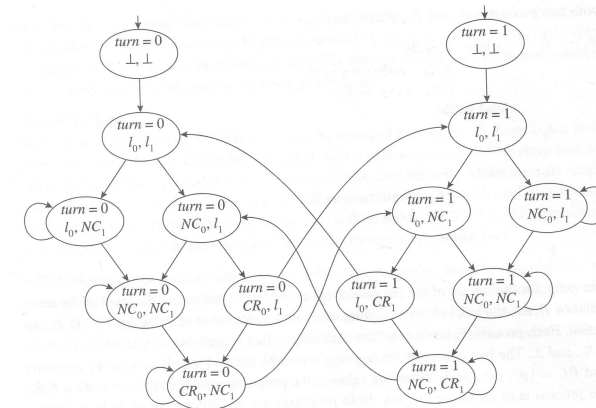 turn = 0
⊥, ⊥
turn = 1
⊥, ⊥
turn = 0
l₀, l₁
turn = 1
l₀, l₁
turn = 0
l₀, NC₁
turn = 0
NC₀, l₁
turn = 1
l₀, NC₁
turn = 1
NC₀, l₁
turn = 0
NC₀, NC₁
turn = 0
CR₀, l₁
turn = 1
l₀, CR₁
turn = 1
NC₀, NC₁
turn = 0
CR₀, NC₁
turn = 1
NC₀, CR₁